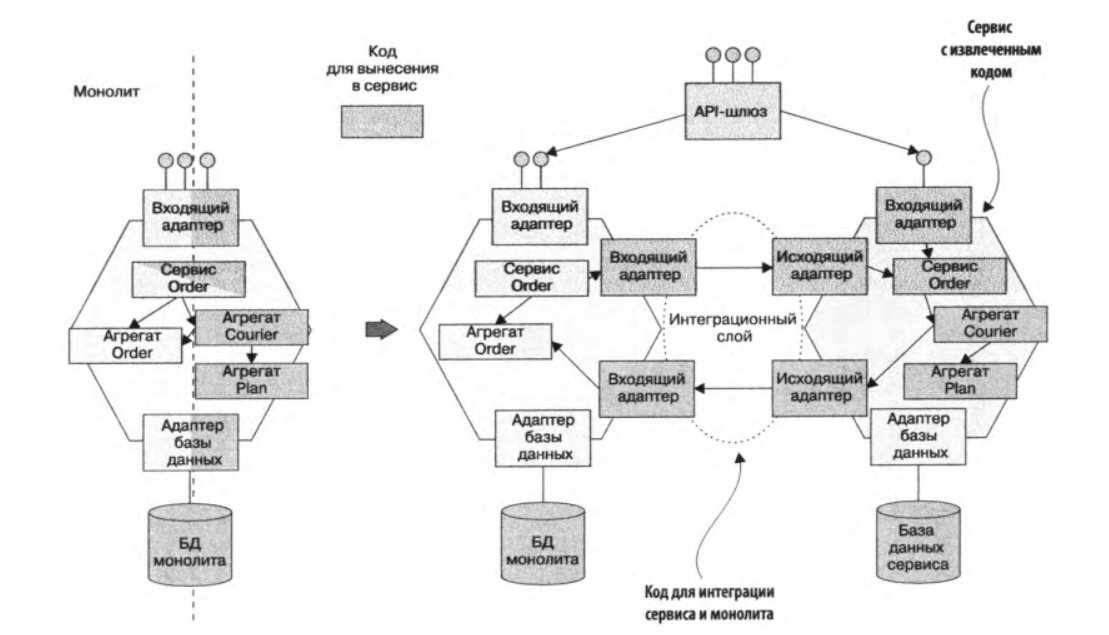 Монолит
Код
для вынесения
в сервис
Входящий
адаптер
Сервис
Order
Агрегат
Order
Агрегат
Courier
Агрегат
Plan
Адаптер
базы
данных
БД
монолита
API-шлюз
Сервис
с извлеченным
кодом
Входящий
адаптер
Сервис
Order
Агрегат
Order
Входящий
адаптер
Интеграционный
слой
Входящий
адаптер
Адаптер
базы
данных
БД
монолита
Исходящий
адаптер
Исходящий
адаптер
Входящий
адаптер
Сервис
Order
Агрегат
Courier
Агрегат
Plan
Адаптер
базы
данных
База
данных
сервиса
Код для интеграции
сервиса и монолита